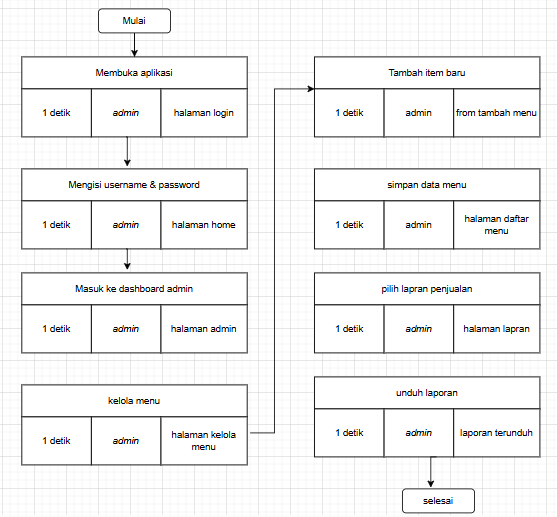 Mulai
Membuka aplikasi
1 detik
admin
halaman login
Mengisi username & password
1 detik
admin
halaman home
Masuk ke dashboard admin
1 detik
admin
halaman admin
kelola menu
1 detik
admin
halaman kelola
menu
Tambah item baru
1 detik
admin
from tambah menu
simpan data menu
1 detik
admin
halaman daftar
menu
pilih lapran penjualan
1 detik
admin
halaman lapran
unduh laporan
1 detik
admin
laporan terunduh
selesai